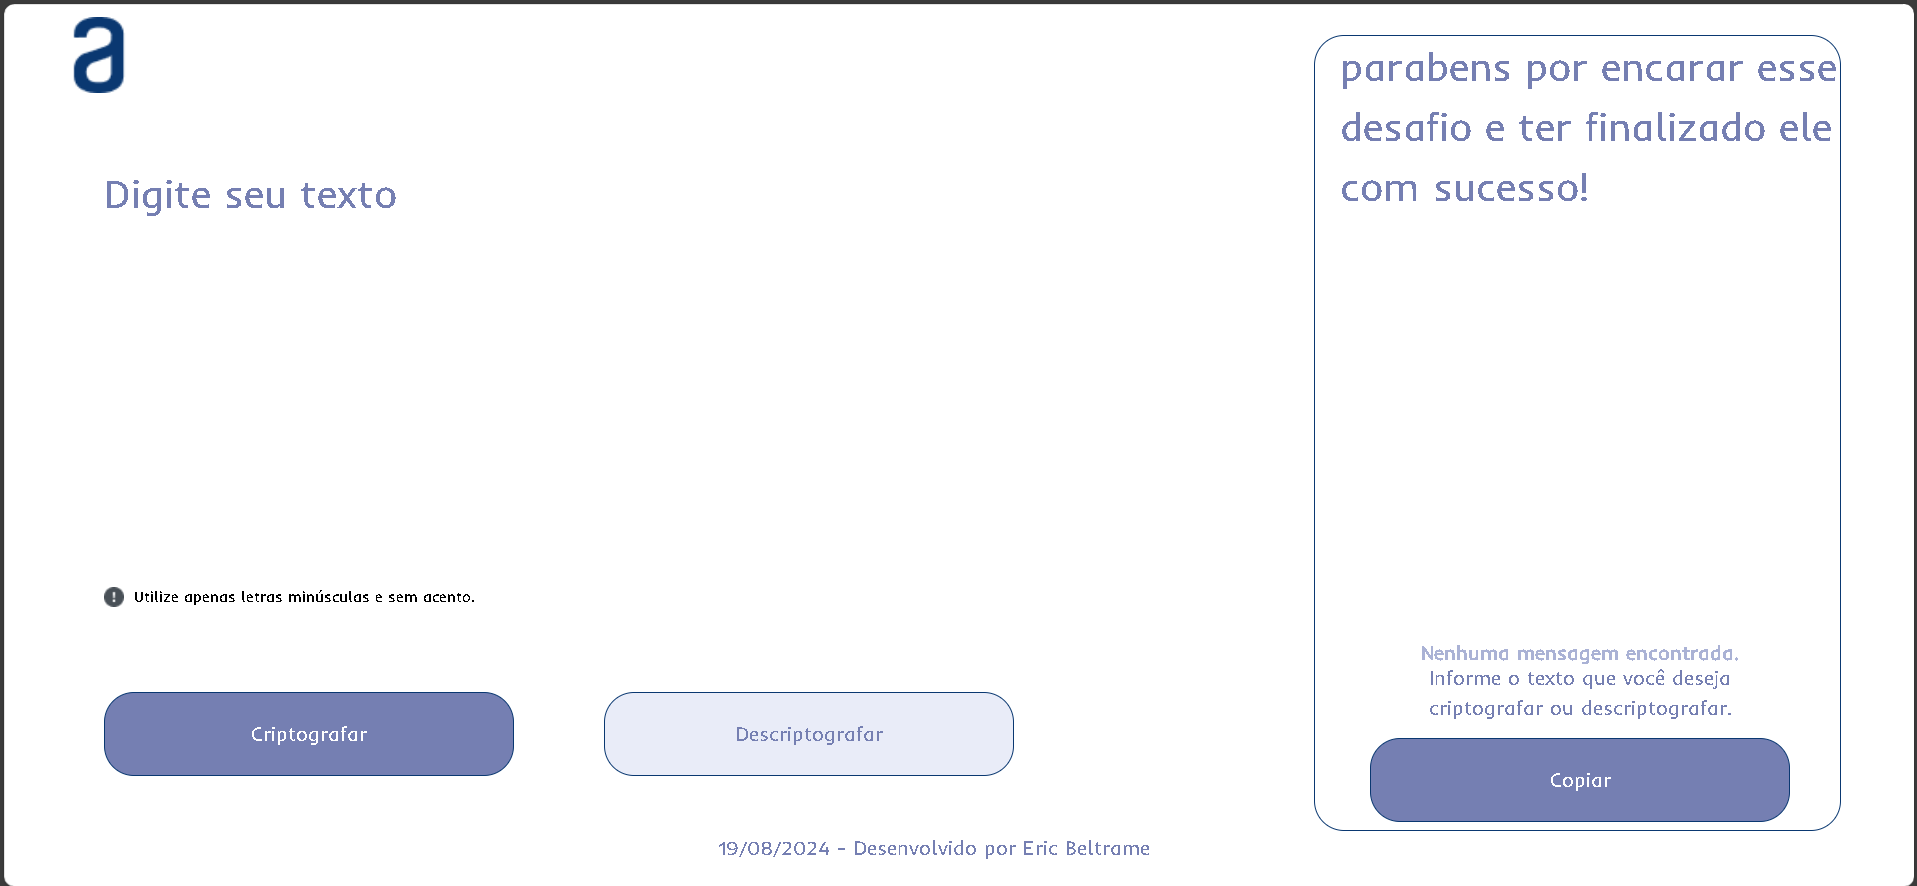 a
Digite seu texto
Utilize apenas letras minúsculas e sem acento.
Criptografar
Descriptografar
parabens por encarar esse
desafio e ter finalizado ele
com sucesso!
Nenhuma mensagem encontrada.
Informe o texto que você deseja
criptografar ou descriptografar.
Copiar
19/08/2024 - Desenvolvido por Eric Beltrame